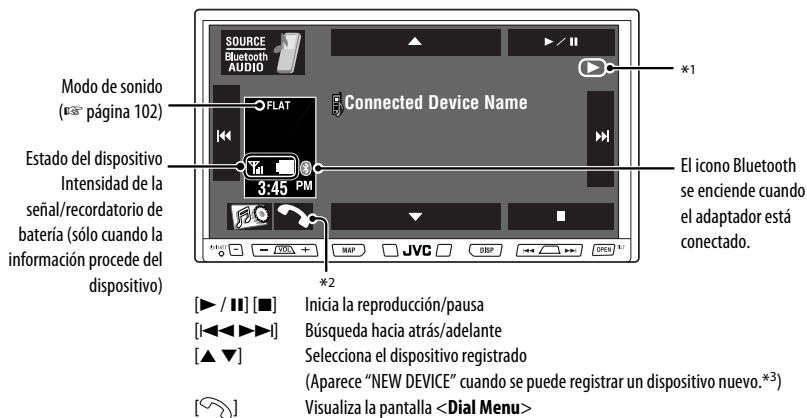 SOURCE
Bluetooth
AUDIO
▲
▶ / II
*1
Modo de sonido
(☞ página 102)
FLAT
Connected Device Name
Estado del dispositivo
Intensidad de la
señal/recordatorio de
batería (sólo cuando la
información procede del
dispositivo)
3:45 PM
El icono Bluetooth
se enciende cuando
el adaptador está
conectado.
▼
■
− VOL +
MAP
JVC
DISP
OPEN
*2
[▶ / II] [■] Inicia la reproducción/pausa
[I◀◀ ▶▶I] Búsqueda hacia atrás/adelante
[▲ ▼] Selecciona el dispositivo registrado
(Aparece “NEW DEVICE” cuando se puede registrar un dispositivo nuevo.*3)
Visualiza la pantalla <Dial Menu>